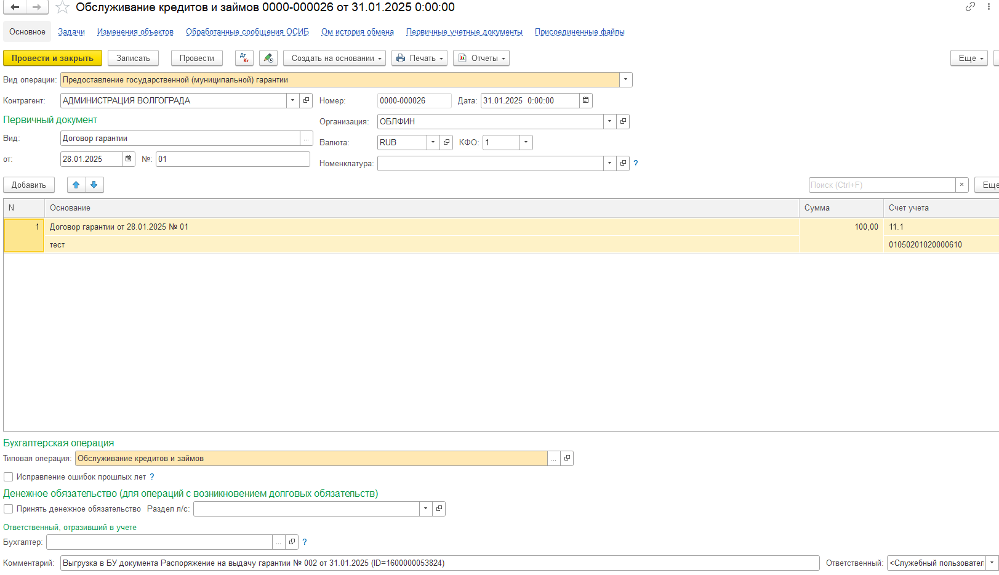 Обслуживание кредитов и займов 0000-000026 от 31.01.2025 0:00:00
Основное Задачи Изменения объектов Обработанные сообщения ОСИБ Ом история обмена Первичные учетные документы Присоединенные файлы
Провести и закрыть Записать Провести Дт Кт Создать на основании Печать Отчеты Еще
Вид операции: Предоставление государственной (муниципальной) гарантии
Контрагент: АДМИНИСТРАЦИЯ ВОЛГОГРАДА Номер: 0000-000026 Дата: 31.01.2025 0:00:00
Первичный документ Организация: ОБЛФИН
Вид: Договор гарантии ... Валюта: RUB КФО: 1
от: 28.01.2025 №: 01 Номенклатура: ?
Добавить Поиск (Ctrl+F) × Еще
N Основание Сумма Счет учета
1 Договор гарантии от 28.01.2025 № 01 100,00 11.1
тест 01050201020000610
Бухгалтерская операция
Типовая операция: Обслуживание кредитов и займов ...
Исправление ошибок прошлых лет ?
Денежное обязательство (для операций с возникновением долговых обязательств)
Принять денежное обязательство Раздел л/с:
Ответственный, отразивший в учете
Бухгалтер: ... ?
Комментарий: Выгрузка в БУ документа Распоряжение на выдачу гарантии № 002 от 31.01.2025 (ID=1600000053824) Ответственный: <Служебный пользовател